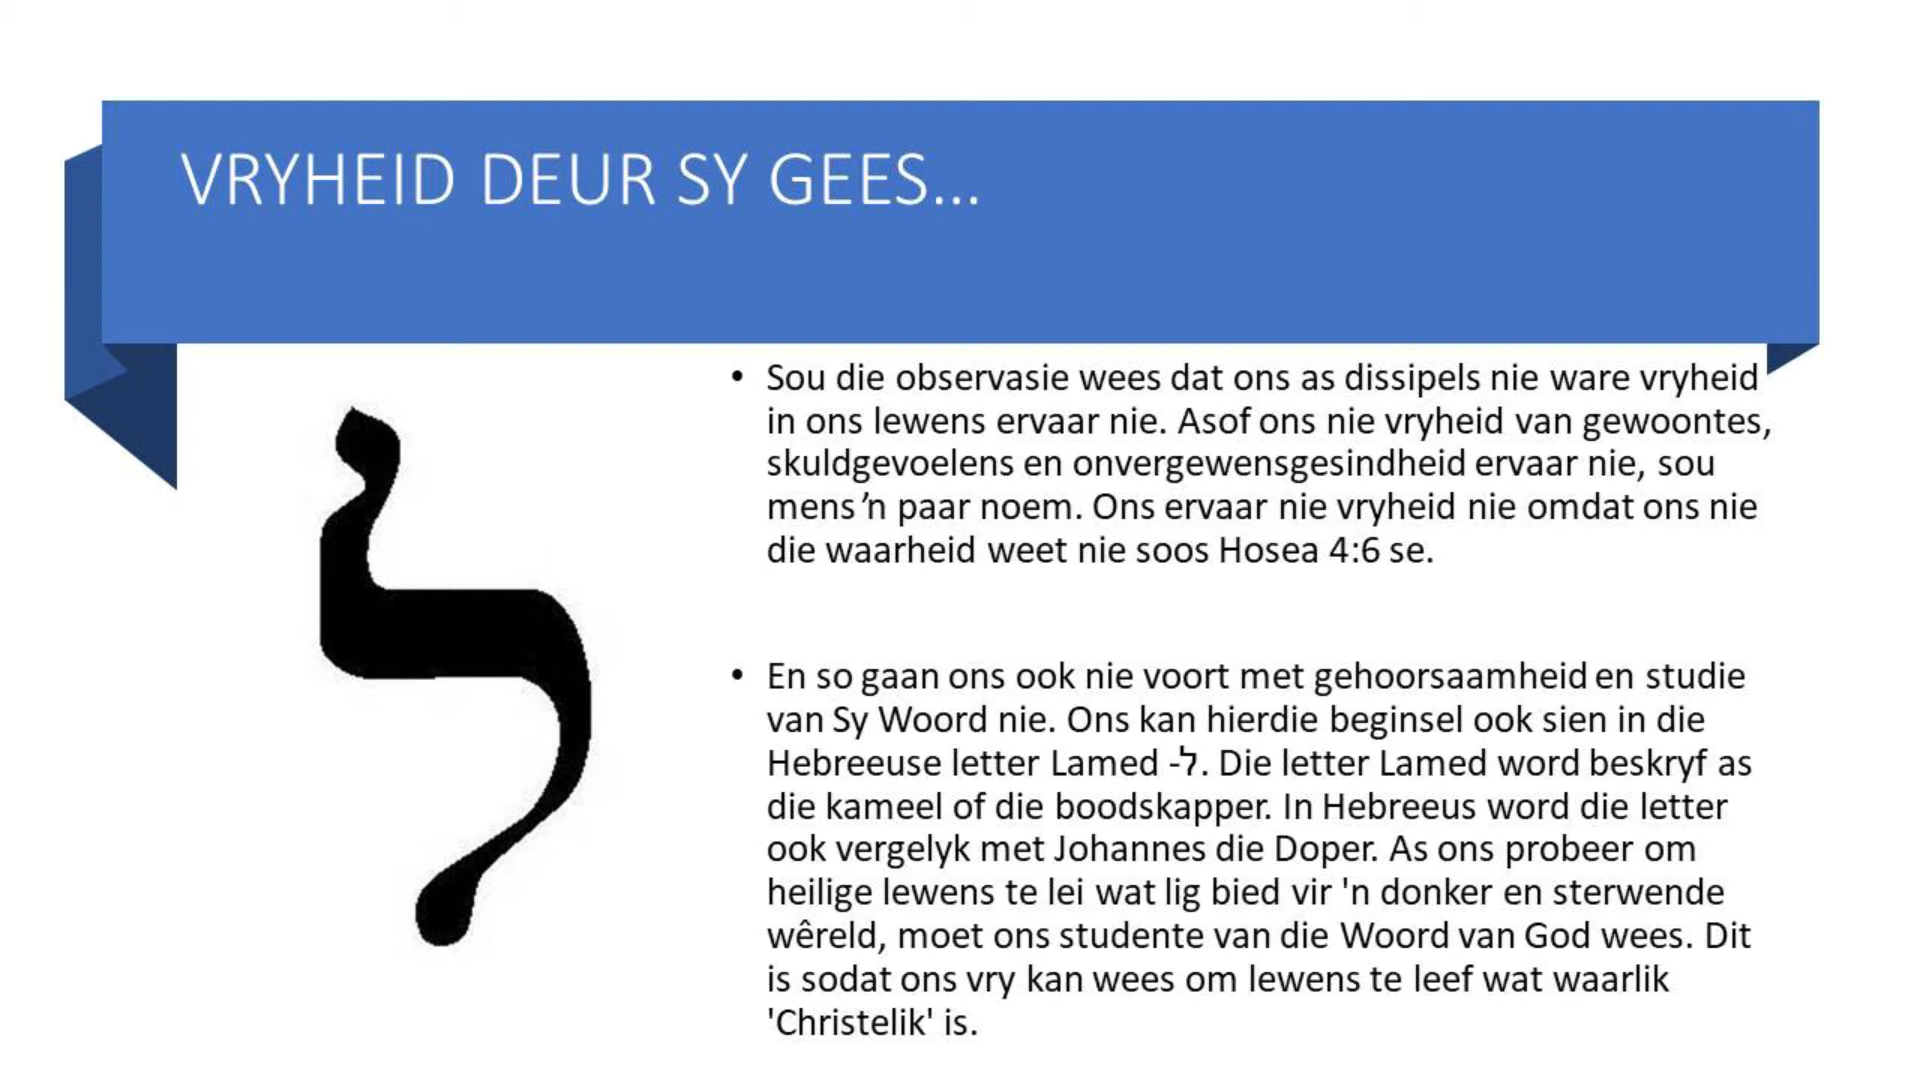 VRYHEID DEUR SY GEES...
ל
• Sou die observasie wees dat ons as dissipels nie ware vryheid
in ons lewens ervaar nie. Asof ons nie vryheid van gewoontes,
skuldgevoelens en onvergewensgesindheid ervaar nie, sou
mens ’n paar noem. Ons ervaar nie vryheid nie omdat ons nie
die waarheid weet nie soos Hosea 4:6 se.
• En so gaan ons ook nie voort met gehoorsaamheid en studie
van Sy Woord nie. Ons kan hierdie beginsel ook sien in die
Hebreeuse letter Lamed -ל. Die letter Lamed word beskryf as
die kameel of die boodskapper. In Hebreeus word die letter
ook vergelyk met Johannes die Doper. As ons probeer om
heilige lewens te lei wat lig bied vir 'n donker en sterwende
wêreld, moet ons studente van die Woord van God wees. Dit
is sodat ons vry kan wees om lewens te leef wat waarlik
'Christelik' is.